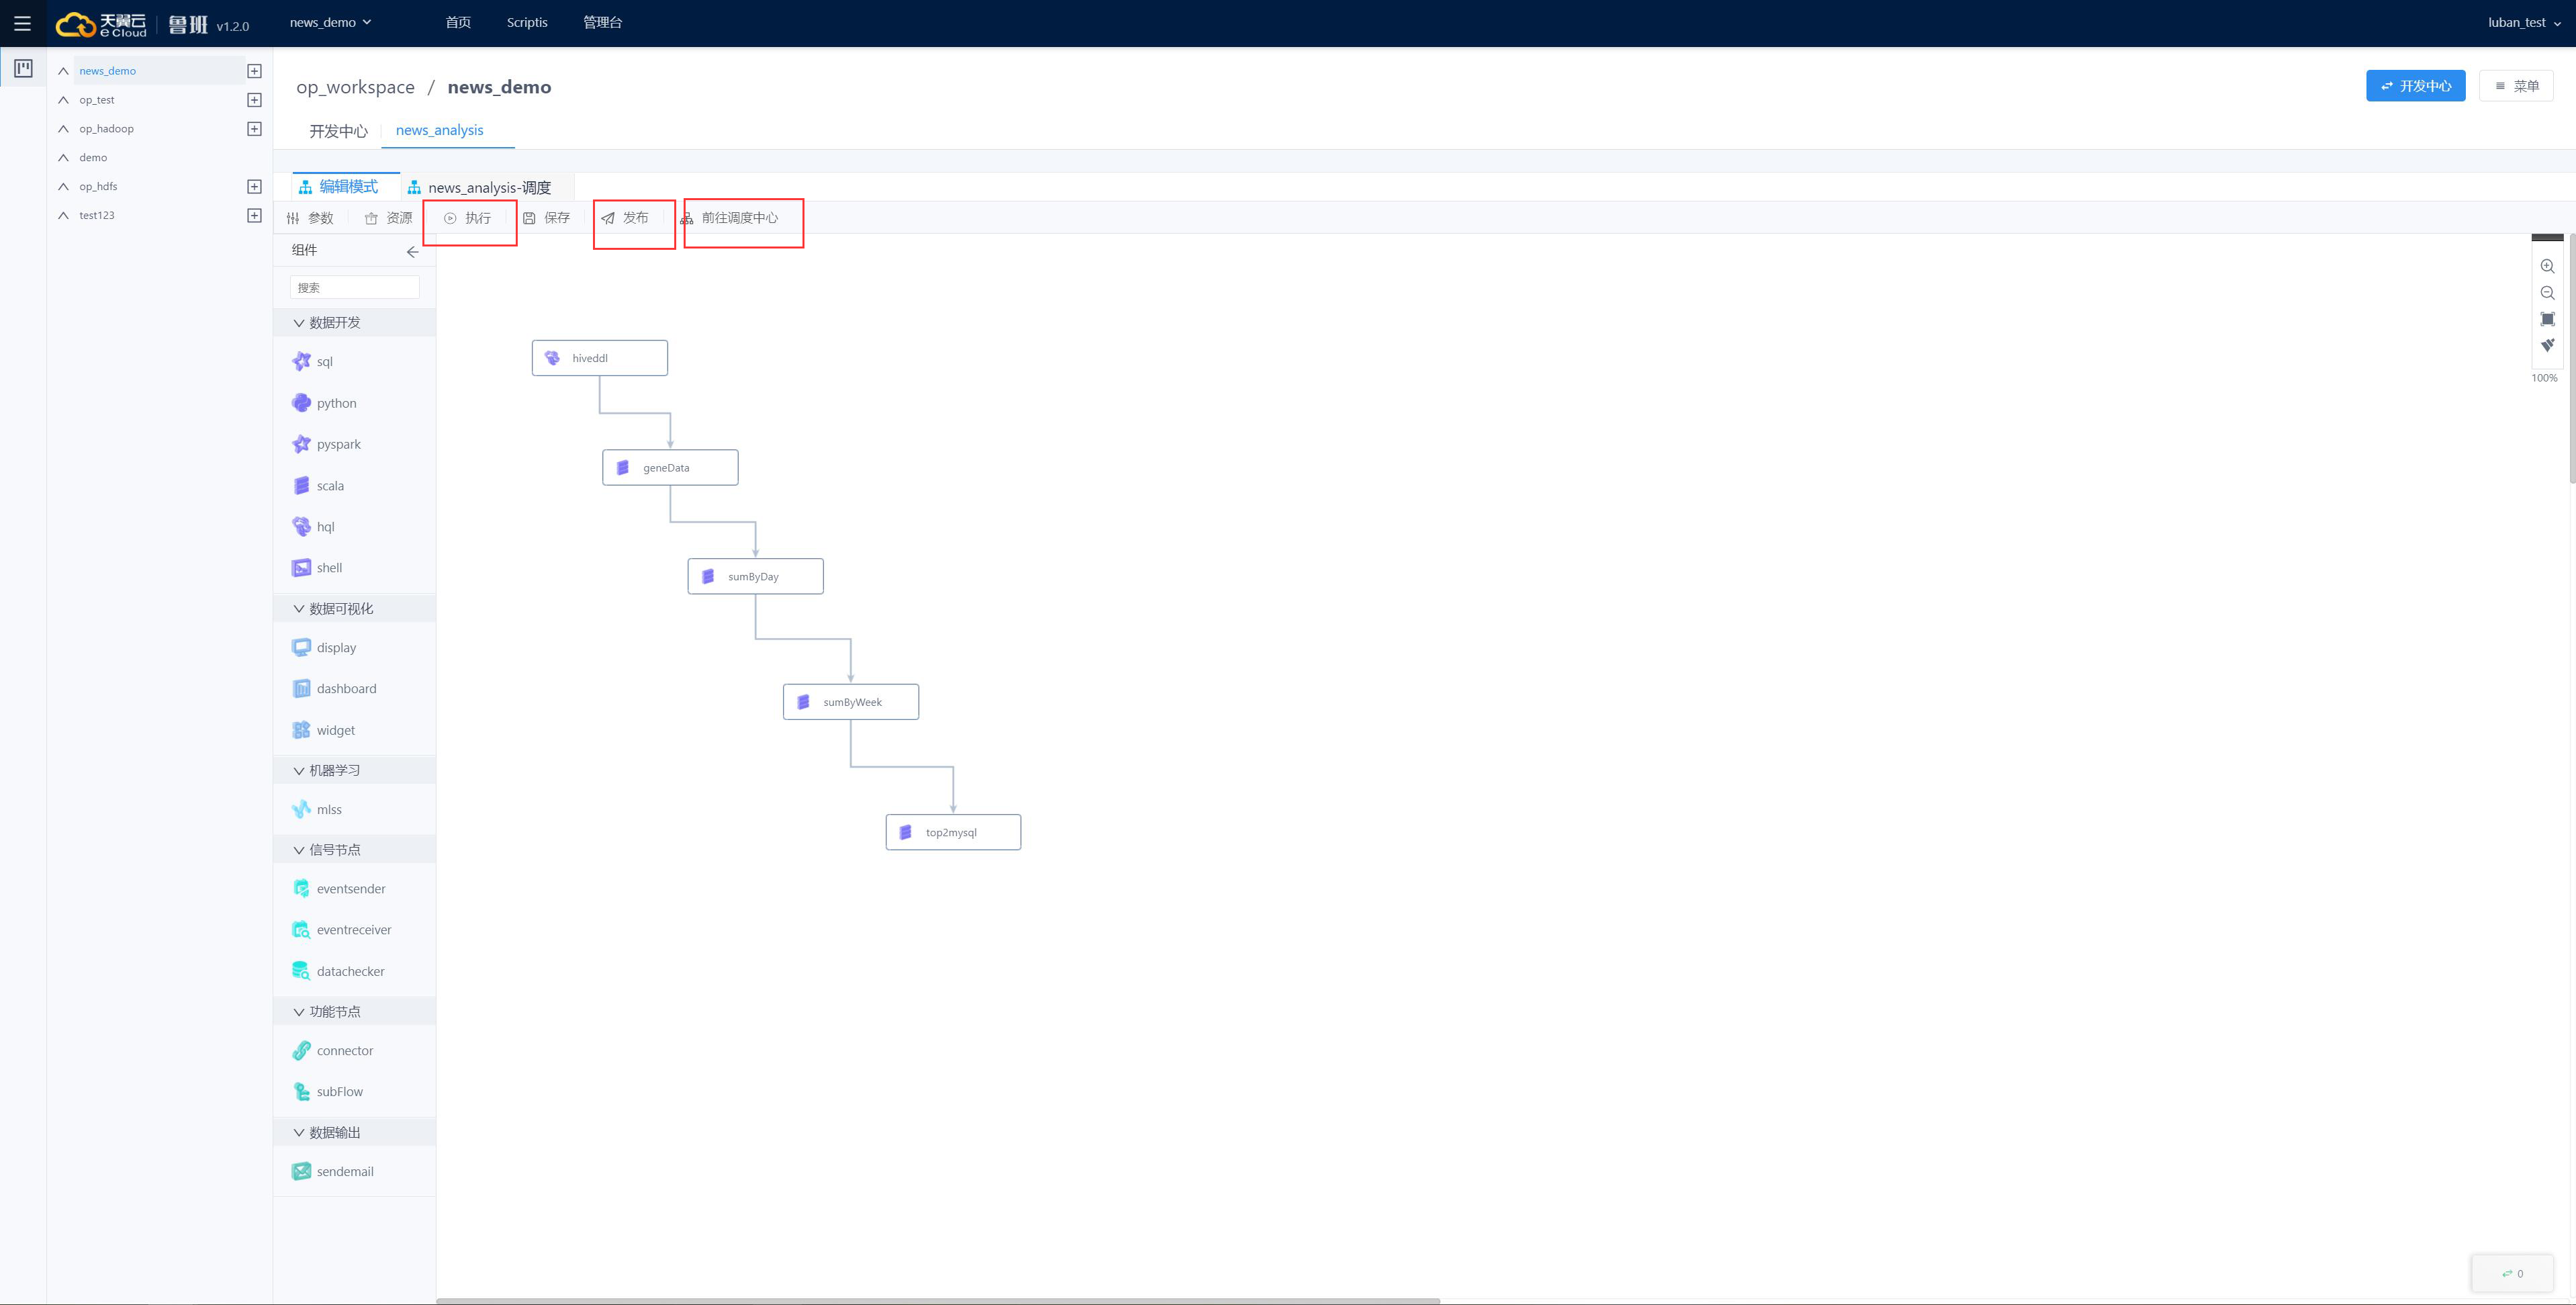 天翼云
e Cloud
鲁班
v1.2.0
news_demo
首页
Scriptis
管理台
luban_test
news_demo
op_test
op_hadoop
demo
op_hdfs
test123
op_workspace / news_demo
开发中心
菜单
开发中心
news_analysis
编辑模式
news_analysis-调度
参数
资源
执行
保存
发布
前往调度中心
组件
搜索
数据开发
sql
python
pyspark
scala
hql
shell
数据可视化
display
dashboard
widget
机器学习
mlss
信号节点
eventsender
eventreceiver
datachecker
功能节点
connector
subFlow
数据输出
sendemail
hiveddl
geneData
sumByDay
sumByWeek
top2mysql
100%
0